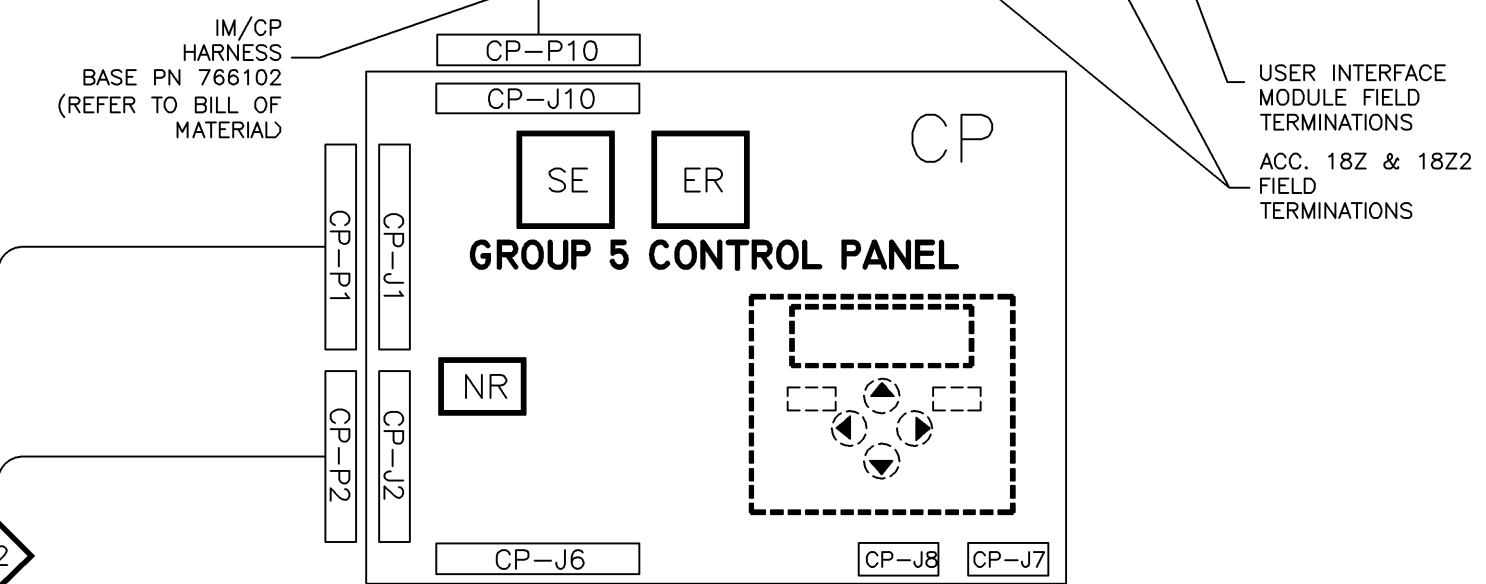 IM/CP
HARNESS
BASE PN 766102
(REFER TO BILL OF
MATERIAL)
CP-P10
CP-J10
CP
SE
ER
GROUP 5 CONTROL PANEL
CP-P1
CP-J1
NR
CP-P2
CP-J2
CP-J6
CP-J8
CP-J7
USER INTERFACE
MODULE FIELD
TERMINATIONS
ACC. 18Z & 18Z2
FIELD
TERMINATIONS
2